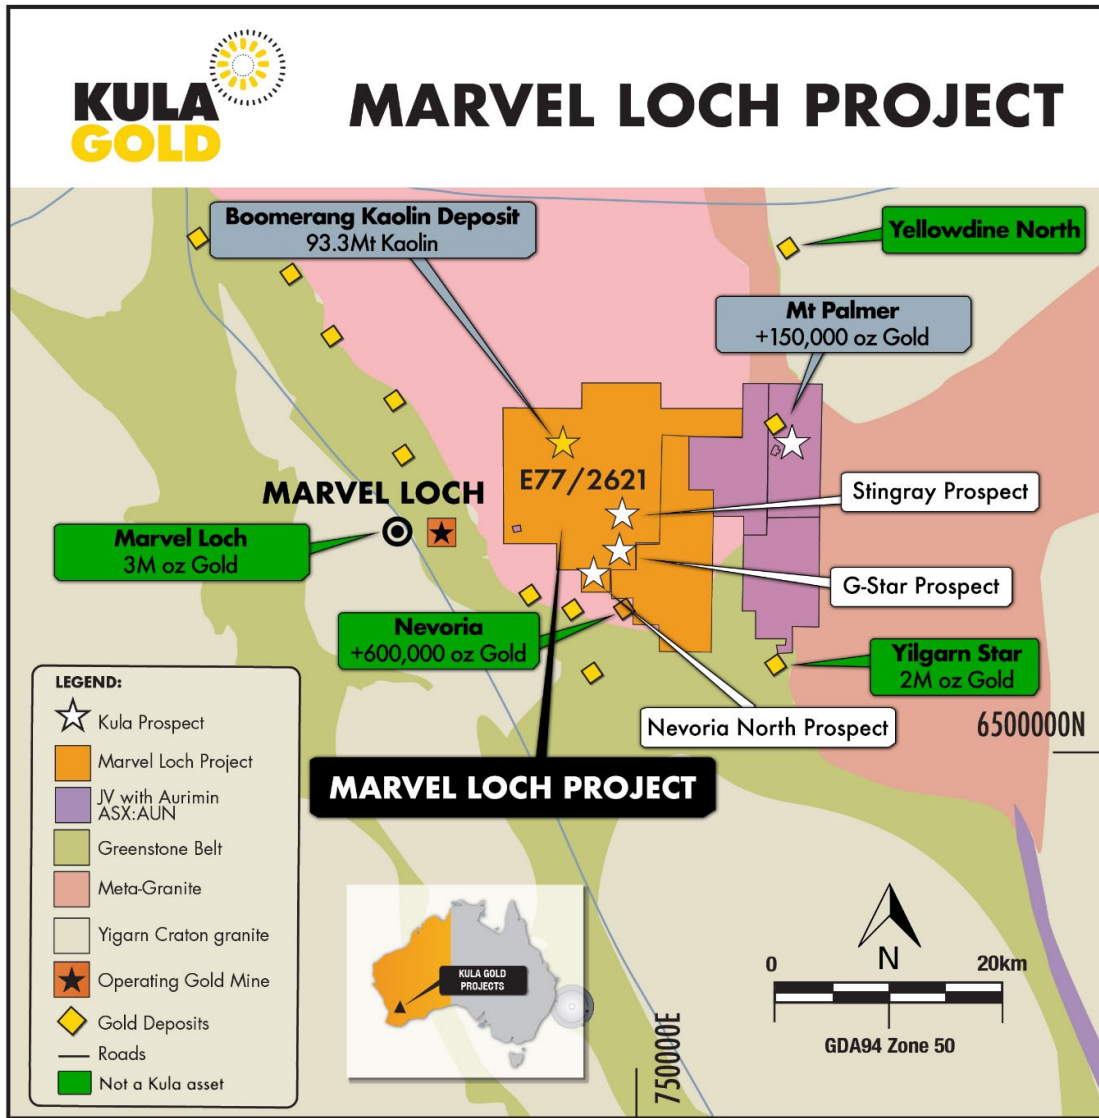 KULA
GOLD
MARVEL LOCH PROJECT
Boomerang Kaolin Deposit
93.3Mt Kaolin
Yellowdine North
Mt Palmer
+150,000 oz Gold
E77/2621
MARVEL LOCH
Stingray Prospect
Marvel Loch
3M oz Gold
G-Star Prospect
Nevoria
+600,000 oz Gold
Yilgarn Star
2M oz Gold
Nevoria North Prospect
6500000N
MARVEL LOCH PROJECT
LEGEND:
Kula Prospect
Marvel Loch Project
JV with Aurimin
ASX:AUN
Greenstone Belt
Meta-Granite
Yigarn Craton granite
Operating Gold Mine
Gold Deposits
Roads
Not a Kula asset
KULA GOLD
PROJECTS
750000E
N
0 20km
GDA94 Zone 50